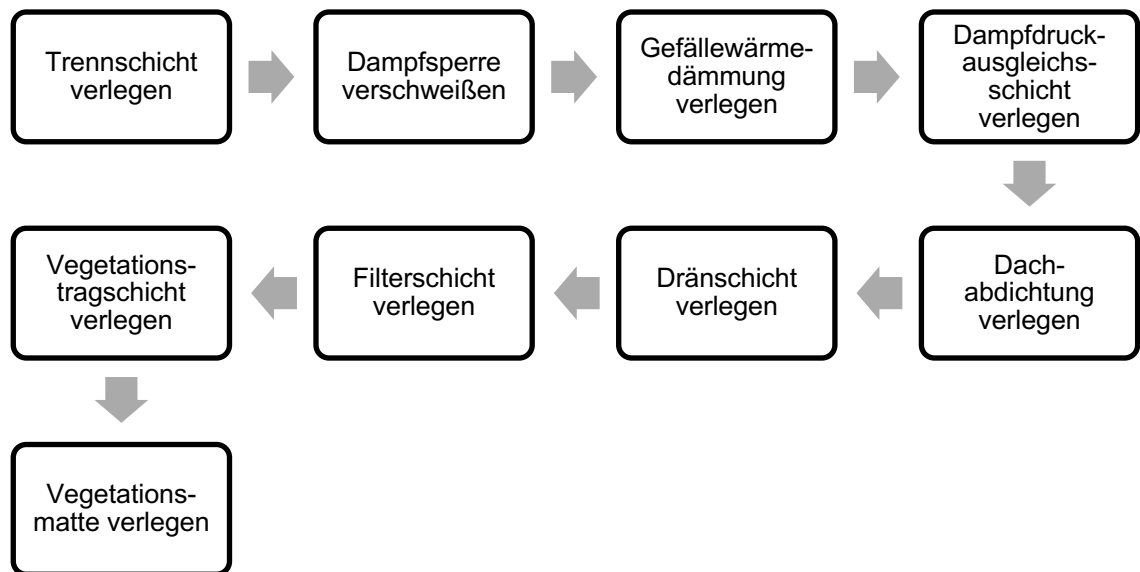 Trennschicht
verlegen
Dampfsperre
verschweißen
Gefällewärme-
dämmung
verlegen
Dampfdruck-
ausgleichs-
schicht
verlegen
Dach-
abdichtung
verlegen
Dränschicht
verlegen
Filterschicht
verlegen
Vegetations-
tragschicht
verlegen
Vegetations-
matte verlegen